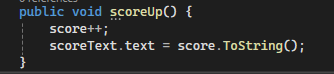 public void scoreUp() {
score++;
scoreText.text = score.ToString();
}